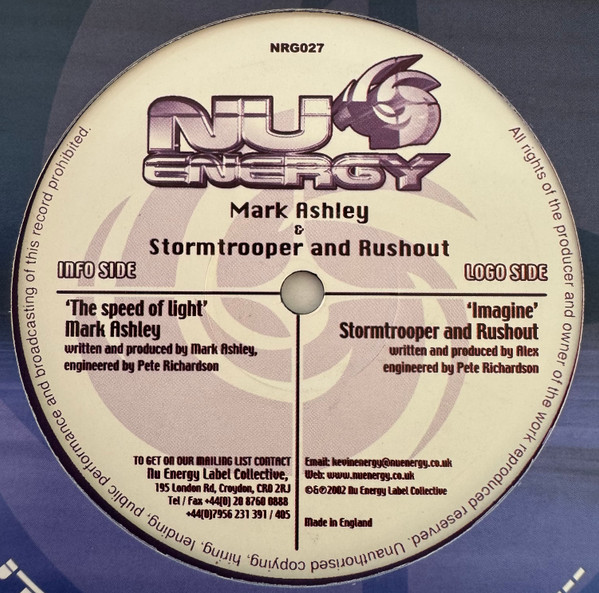 NRG027
NU
ENERGY
Mark Ashley
&
Stormtrooper and Rushout
INFO SIDE
LOGO SIDE
'The speed of light'
Mark Ashley
written and produced by Mark Ashley,
engineered by Pete Richardson
'Imagine'
Stormtrooper and Rushout
written and produced by Alex
engineered by Pete Richardson
TO GET ON OUR MAILING LIST CONTACT
Nu Energy Label Collective,
195 London Rd, Croydon, CR0 2RJ
Tel / Fax +44(0) 20 8760 0888
+44(0)7956 231 391 / 405
Email: kevinenergy@nuenergy.co.uk
Web: www.nuenergy.co.uk
©&℗2002 Nu Energy Label Collective
Made in England
All rights of the producer and owner of the work reproduced reserved. Unauthorised copying, hiring, lending, public performance and broadcasting of this record prohibited.